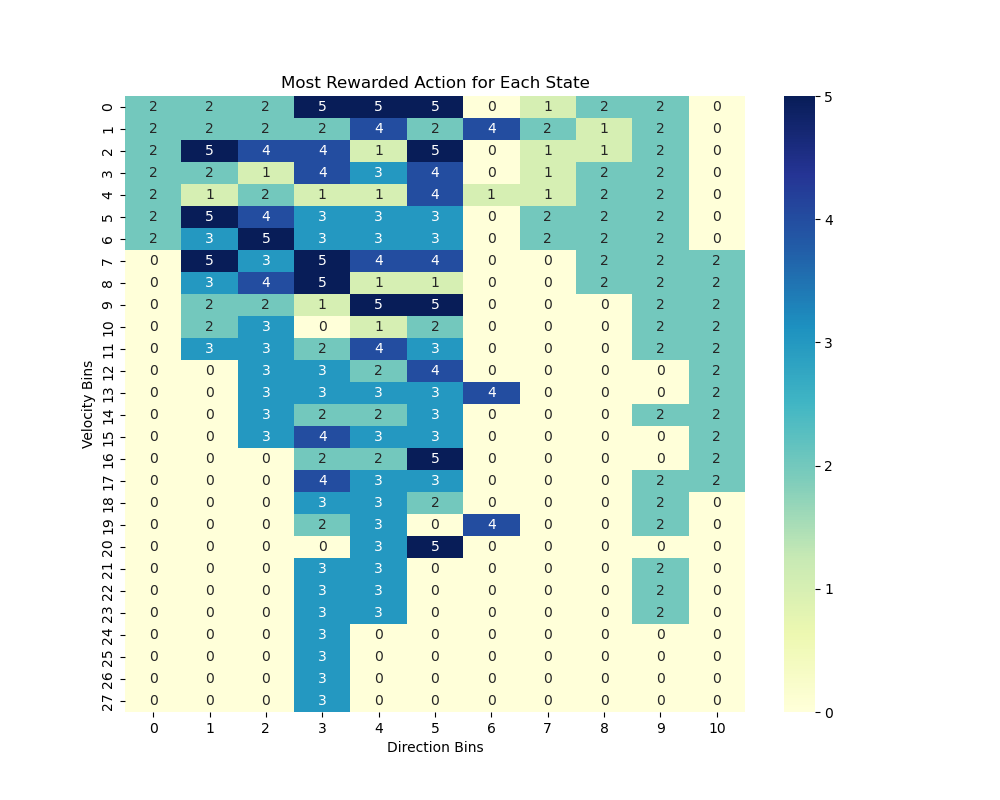 Most Rewarded Action for Each State
0 2 2 2 5 5 5 0 1 2 2 0
1 2 2 2 2 4 2 4 2 1 2 0
2 2 5 4 4 1 5 0 1 1 2 0
3 2 2 1 4 3 4 0 1 2 2 0
4 2 1 2 1 1 4 1 1 2 2 0
5 2 5 4 3 3 3 0 2 2 2 0
6 2 3 5 3 3 3 0 2 2 2 0
7 0 5 3 5 4 4 0 0 2 2 2
8 0 3 4 5 1 1 0 0 2 2 2
9 0 2 2 1 5 5 0 0 0 2 2
10 0 2 3 0 1 2 0 0 0 2 2
11 0 3 3 2 4 3 0 0 0 2 2
12 0 0 3 3 2 4 0 0 0 0 2
13 0 0 3 3 3 3 4 0 0 0 2
14 0 0 3 2 2 3 0 0 0 2 2
15 0 0 3 4 3 3 0 0 0 0 2
16 0 0 0 2 2 5 0 0 0 0 2
17 0 0 0 4 3 3 0 0 0 2 2
18 0 0 0 3 3 2 0 0 0 2 0
19 0 0 0 2 3 0 4 0 0 2 0
20 0 0 0 0 3 5 0 0 0 0 0
21 0 0 0 3 3 0 0 0 0 2 0
22 0 0 0 3 3 0 0 0 0 2 0
23 0 0 0 3 3 0 0 0 0 2 0
24 0 0 0 3 0 0 0 0 0 0 0
25 0 0 0 3 0 0 0 0 0 0 0
26 0 0 0 3 0 0 0 0 0 0 0
27 0 0 0 3 0 0 0 0 0 0 0
0 1 2 3 4 5 6 7 8 9 10
Direction Bins
Velocity Bins
5
4
3
2
1
0